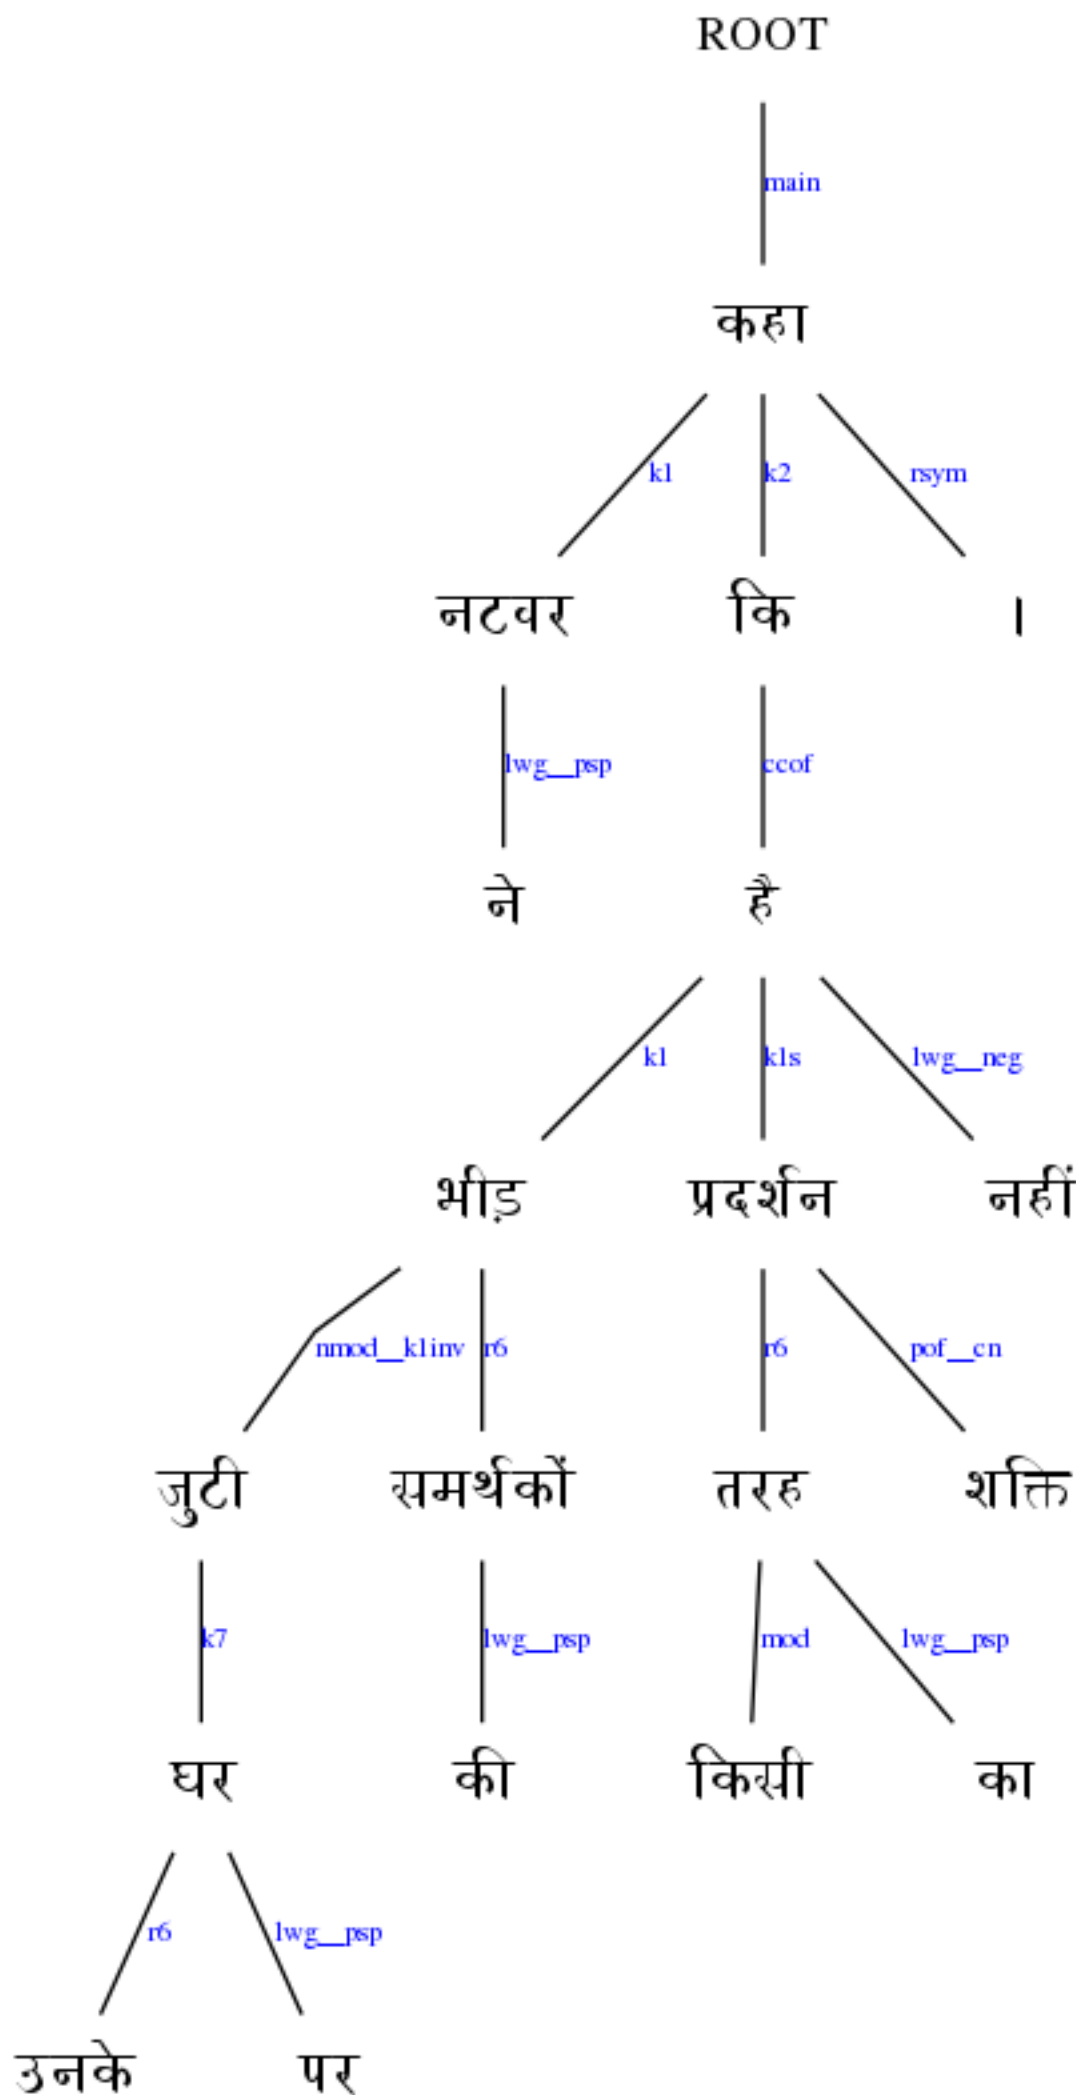 ROOT
main
कहा
k1 k2 rsym
नटवर कि ।
lwg__psp ccof
ने है
k1 k1s lwg__neg
भीड़ प्रदर्शन नहीं
nmod__k1inv r6 r6 pof__cn
जुटी समर्थकों तरह शक्ति
k7 lwg__psp mod lwg__psp
घर की किसी का
r6 lwg__psp
उनके पर